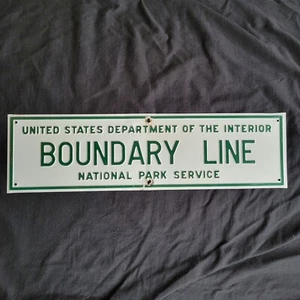 UNITED STATES DEPARTMENT OF THE INTERIOR
BOUNDARY LINE
NATIONAL PARK SERVICE